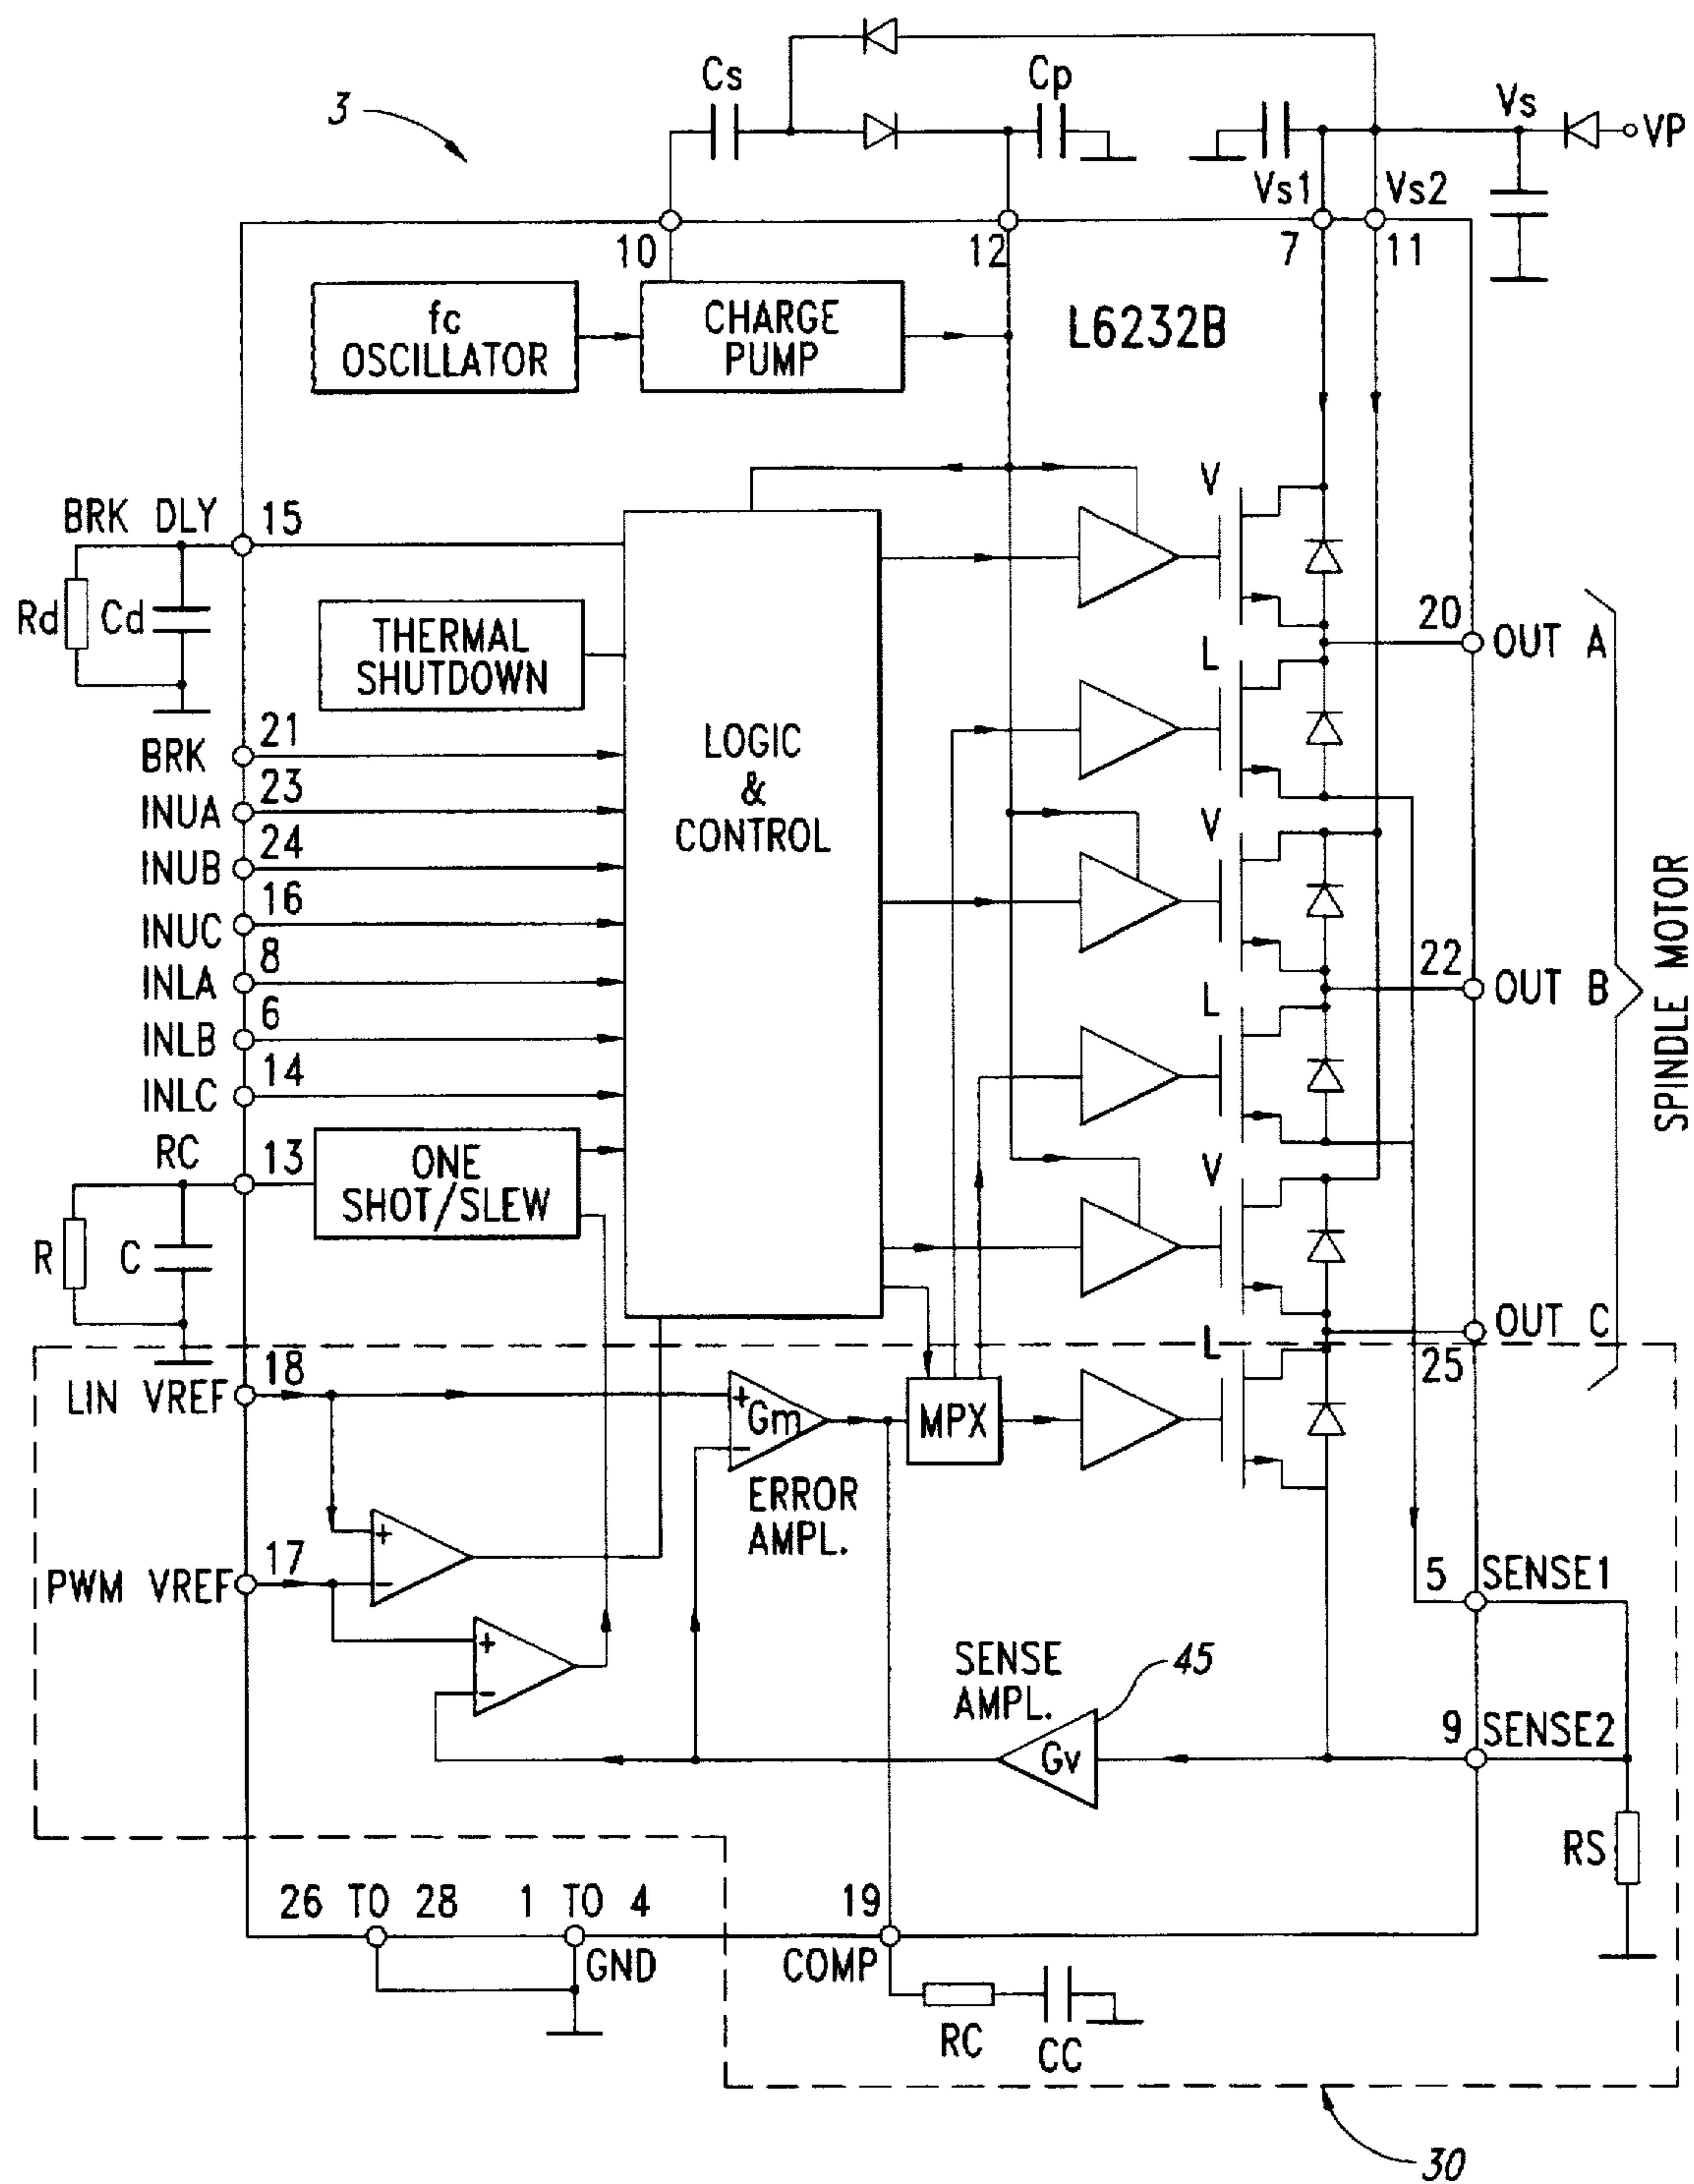 3
Cs
Cp
Vs
VP
Vs1
Vs2
10
12
7
11
fc
OSCILLATOR
CHARGE
PUMP
L6232B
BRK DLY
15
Rd
Cd
THERMAL
SHUTDOWN
V
20
OUT A
L
21
BRK
23
INUA
24
INUB
16
INUC
8
INLA
6
INLB
14
INLC
LOGIC
&
CONTROL
V
22
OUT B
L
SPINDLE MOTOR
RC
13
ONE
SHOT/SLEW
R
C
V
OUT C
L
25
18
LIN VREF
+
Gm
-
MPX
ERROR
AMPL.
+
-
17
PWM VREF
+
-
5
SENSE1
SENSE
AMPL.
45
Gv
9
SENSE2
RS
26 TO 28
1 TO 4
19
GND
COMP
RC
CC
30